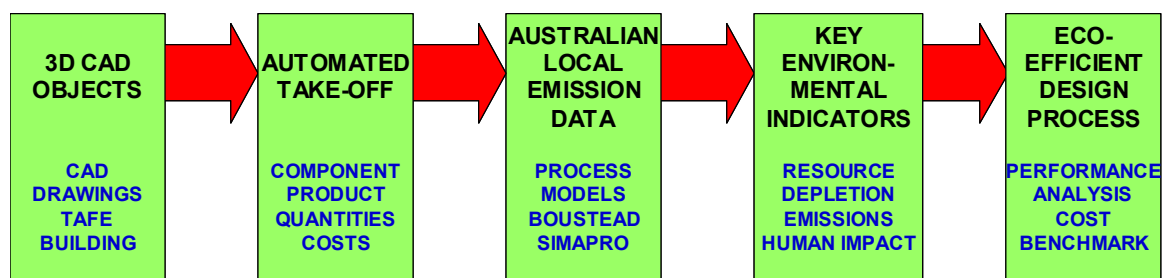 3D CAD
OBJECTS
CAD
DRAWINGS
TAFE
BUILDING
AUTOMATED
TAKE-OFF
COMPONENT
PRODUCT
QUANTITIES
COSTS
AUSTRALIAN
LOCAL
EMISSION
DATA
PROCESS
MODELS
BOUSTEAD
SIMAPRO
KEY
ENVIRON-
MENTAL
INDICATORS
RESOURCE
DEPLETION
EMISSIONS
HUMAN IMPACT
ECO-
EFFICIENT
DESIGN
PROCESS
PERFORMANCE
ANALYSIS
COST
BENCHMARK